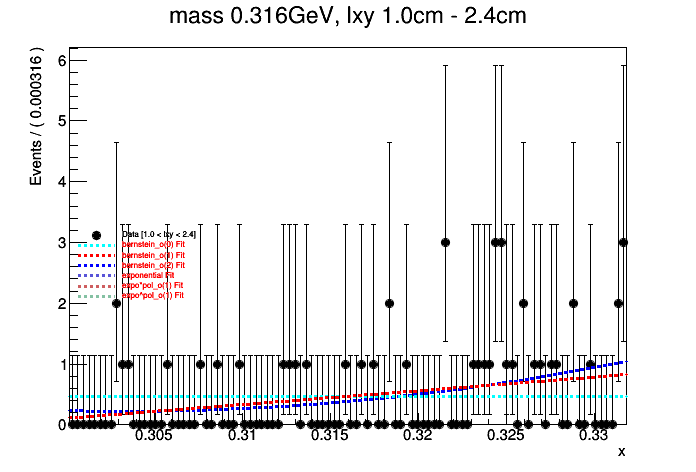 mass 0.316GeV, lxy 1.0cm - 2.4cm
Events / ( 0.000316 )
6
5
4
3
2
1
0
Data [1.0 < lxy < 2.4]
bernstein_o(0) Fit
bernstein_o(1) Fit
bernstein_o(2) Fit
exponential Fit
expo*pol_o(1) Fit
expo*pol_o(1) Fit
0.305 0.31 0.315 0.32 0.325 0.33
x